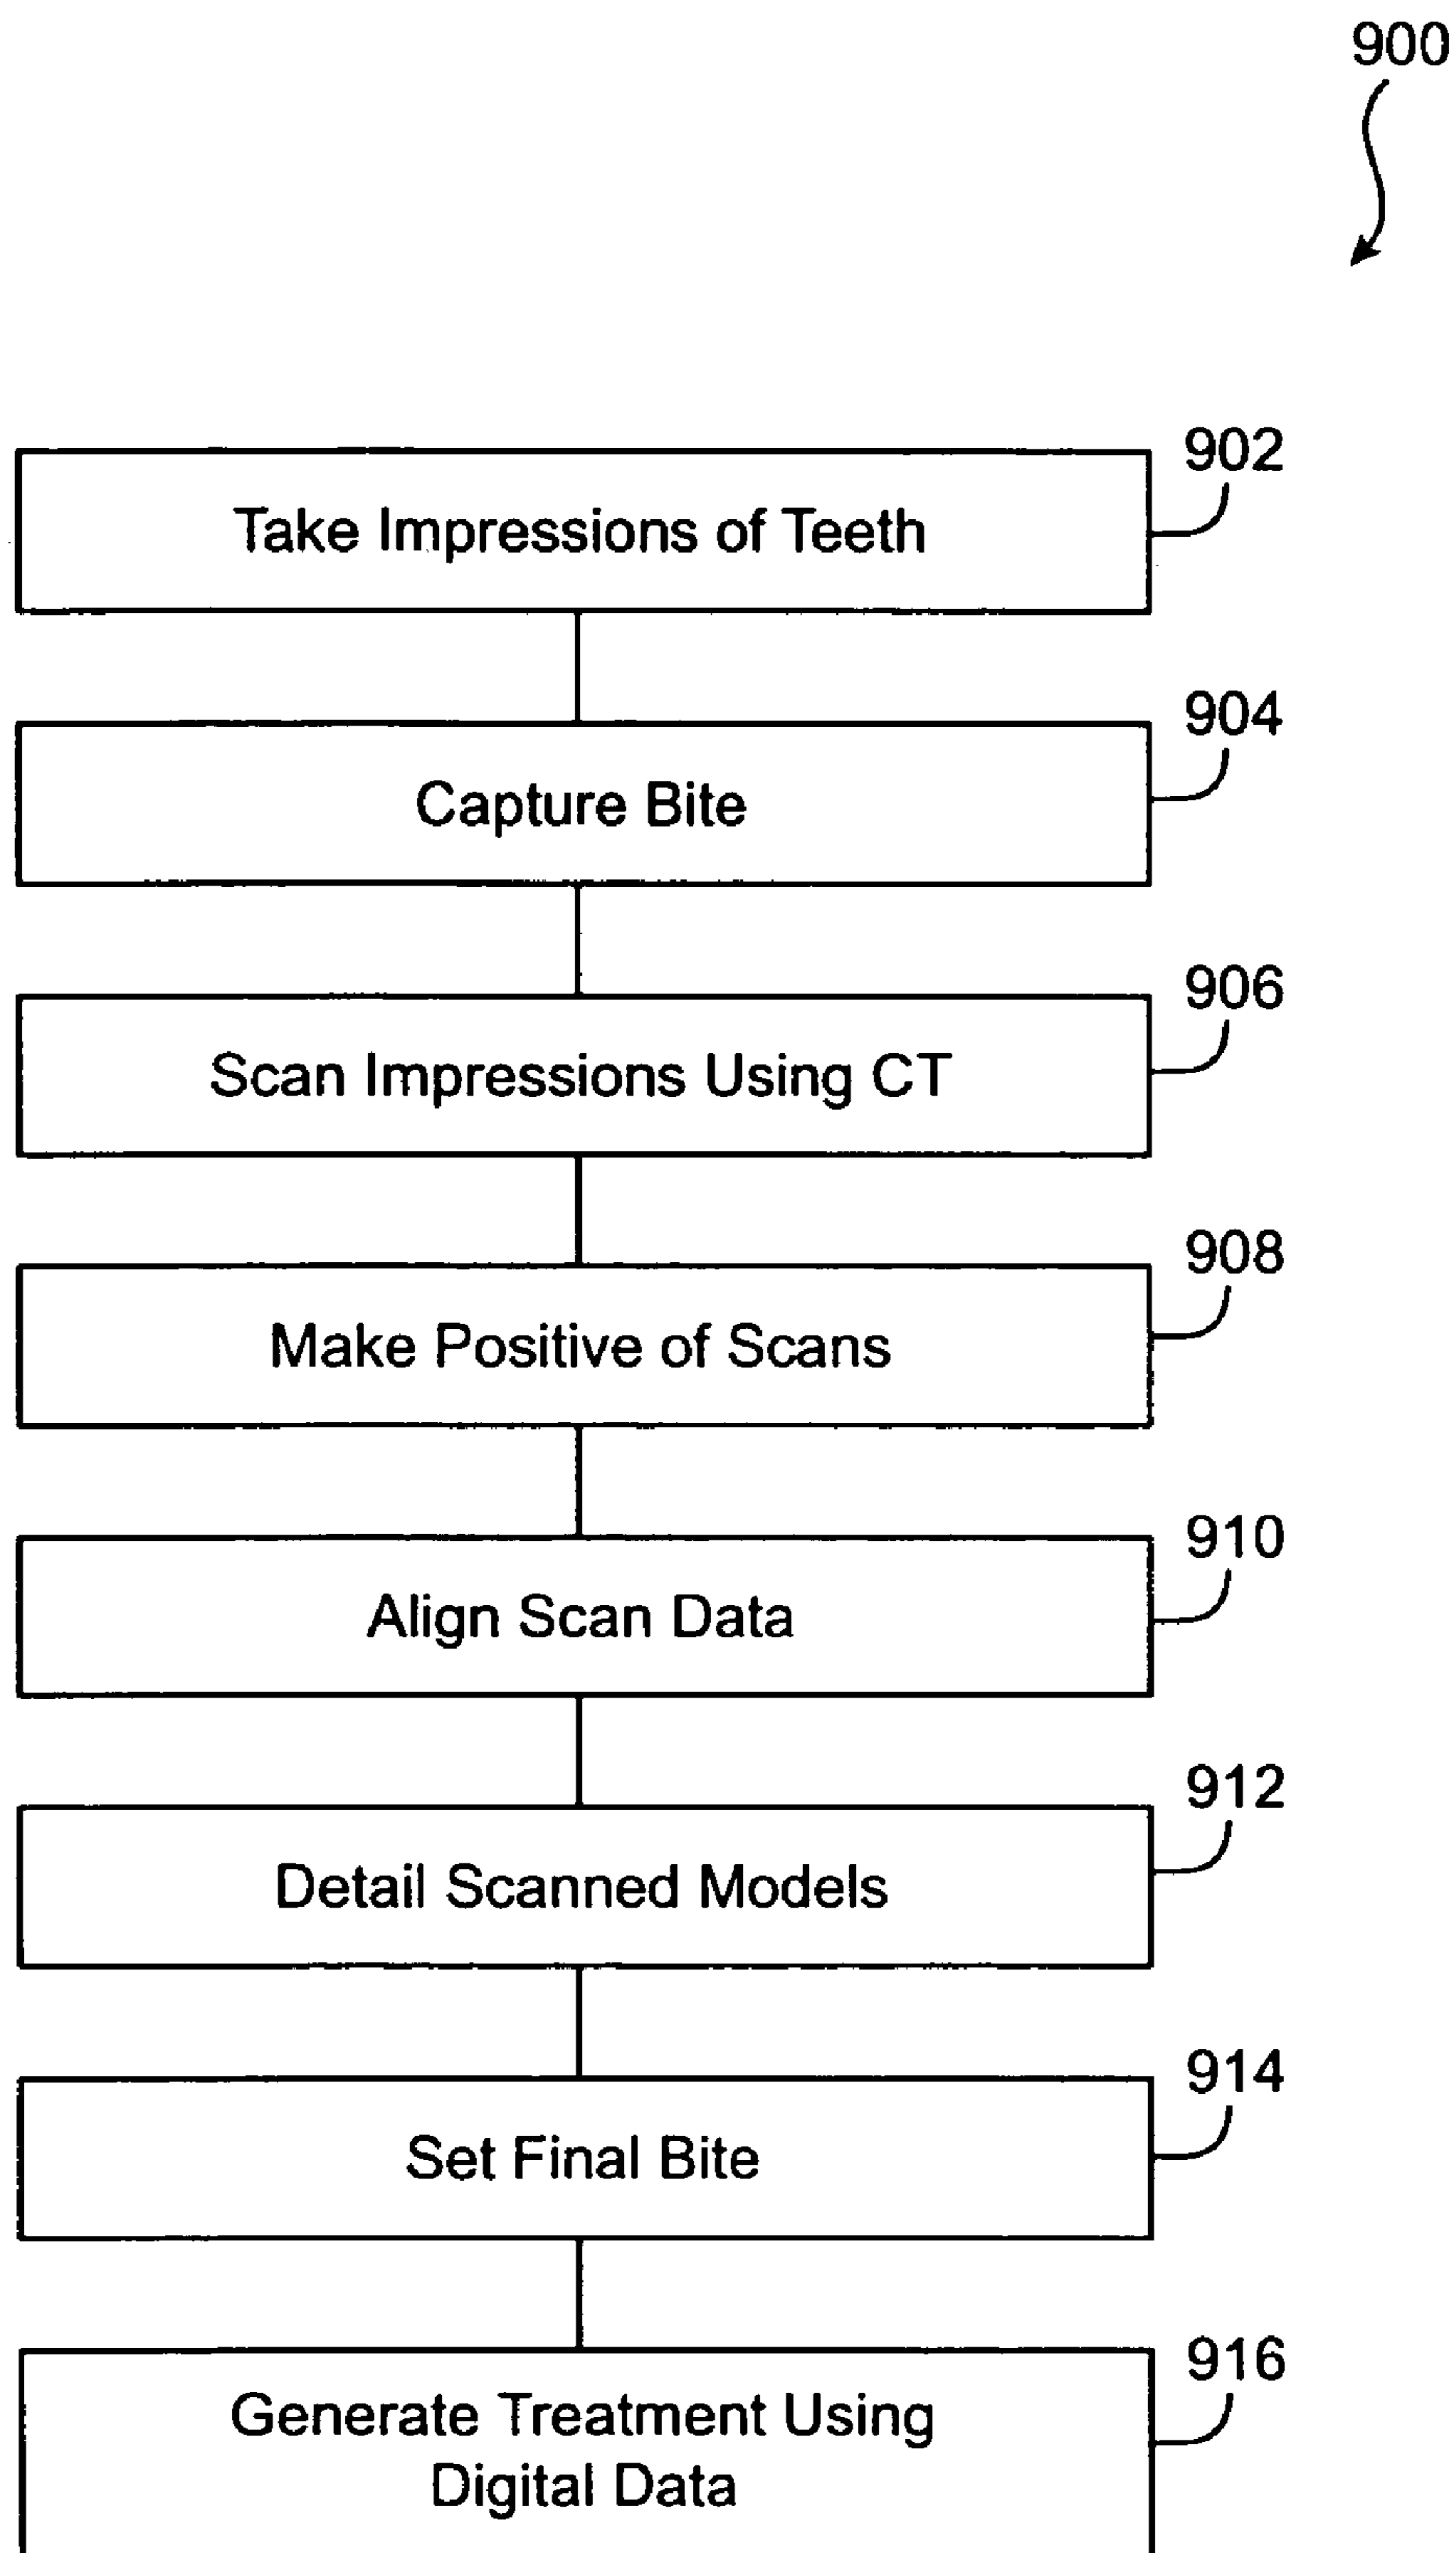 900
902
Take Impressions of Teeth
904
Capture Bite
906
Scan Impressions Using CT
908
Make Positive of Scans
910
Align Scan Data
912
Detail Scanned Models
914
Set Final Bite
916
Generate Treatment Using
Digital Data